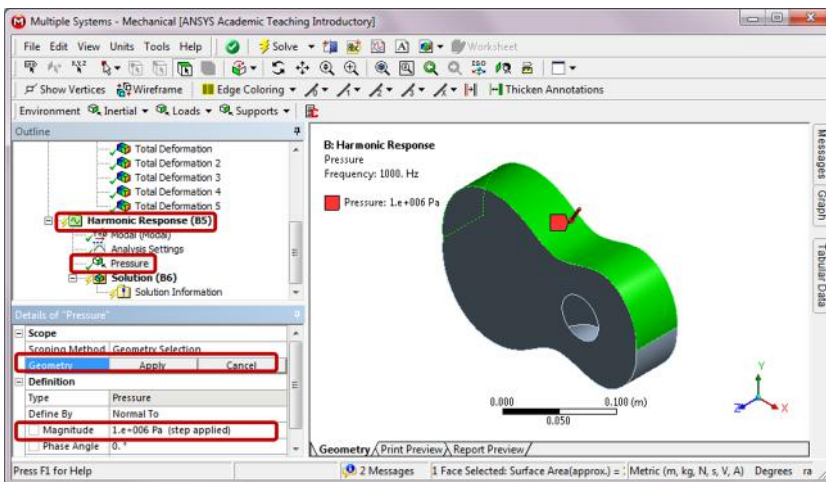 Multiple Systems - Mechanical [ANSYS Academic Teaching Introductory]
File Edit View Units Tools Help Solve Worksheet
Show Vertices Wireframe Edge Coloring Thicken Annotations
Environment Inertial Loads Supports
Outline
Total Deformation
Total Deformation 2
Total Deformation 3
Total Deformation 4
Total Deformation 5
Harmonic Response (B5)
Modal (Modal)
Analysis Settings
Pressure
Solution (B6)
Solution Information
Details of "Pressure"
Scope
Scoping Method Geometry Selection
Geometry Apply Cancel
Definition
Type Pressure
Define By Normal To
Magnitude 1.e+006 Pa (step applied)
Phase Angle 0. °
B: Harmonic Response
Pressure
Frequency: 1000. Hz
Pressure: 1.e+006 Pa
0.000 0.100 (m)
0.050
Y
Z X
Geometry Print Preview Report Preview
Messages
Graph
Tabular Data
Press F1 for Help 2 Messages 1 Face Selected: Surface Area(approx.) = Metric (m, kg, N, s, V, A) Degrees ra